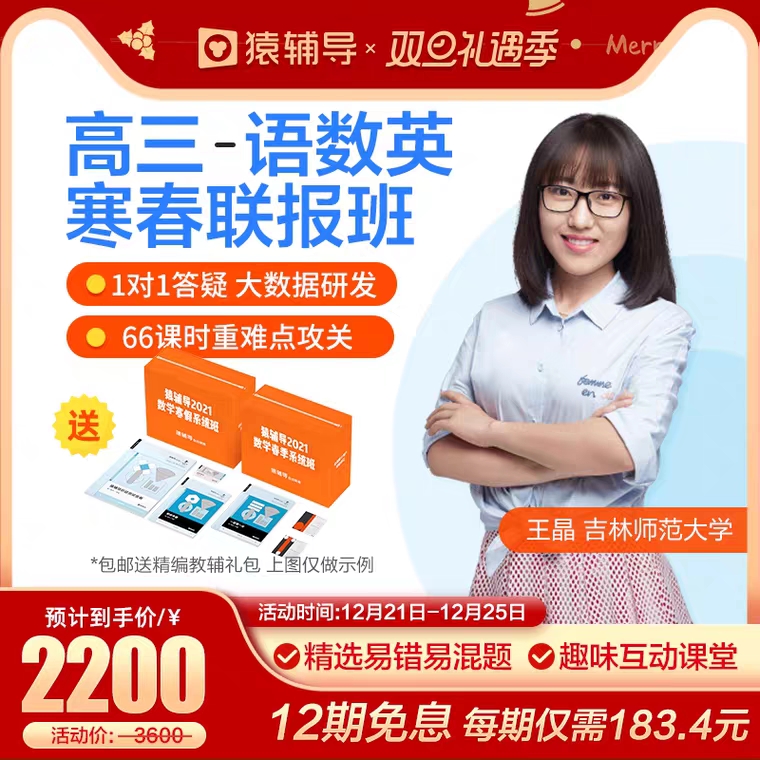 猿辅导 × 双旦礼遇季
Merr
高三-语数英
寒春联报班
1对1答疑 大数据研发
66课时重难点攻关
送
猿辅导2021
数学寒假系统班
猿辅导
猿辅导2021
数学春季系统班
猿辅导
王晶 吉林师范大学
*包邮送精编教辅礼包 上图仅做示例
预计到手价/¥
2200
活动价: 3600
活动时间:12月21日-12月25日
精选易错易混题
趣味互动课堂
12期免息 每期仅需183.4元